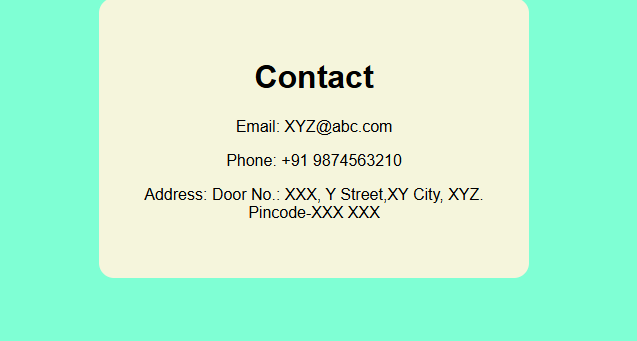 Contact
Email: XYZ@abc.com
Phone: +91 9874563210
Address: Door No.: XXX, Y Street,XY City, XYZ.
Pincode-XXX XXX